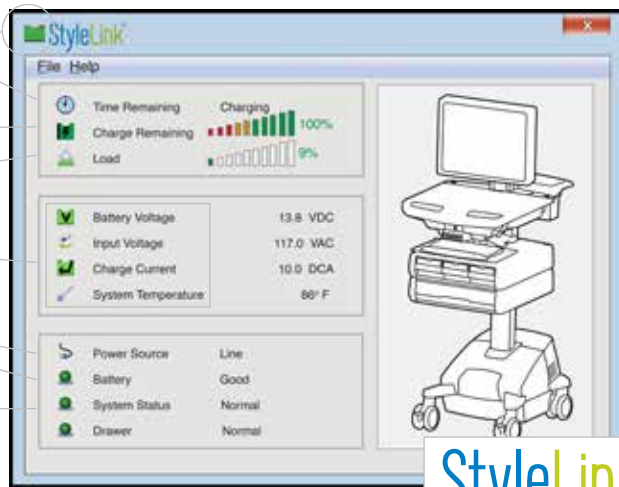 StyleLink™
File Help
Time Remaining Charging
Charge Remaining 100%
Load 9%
Battery Voltage 13.8 VDC
Input Voltage 117.0 VAC
Charge Current 10.0 DCA
System Temperature 86° F
Power Source Line
Battery Good
System Status Normal
Drawer Normal
StyleLin